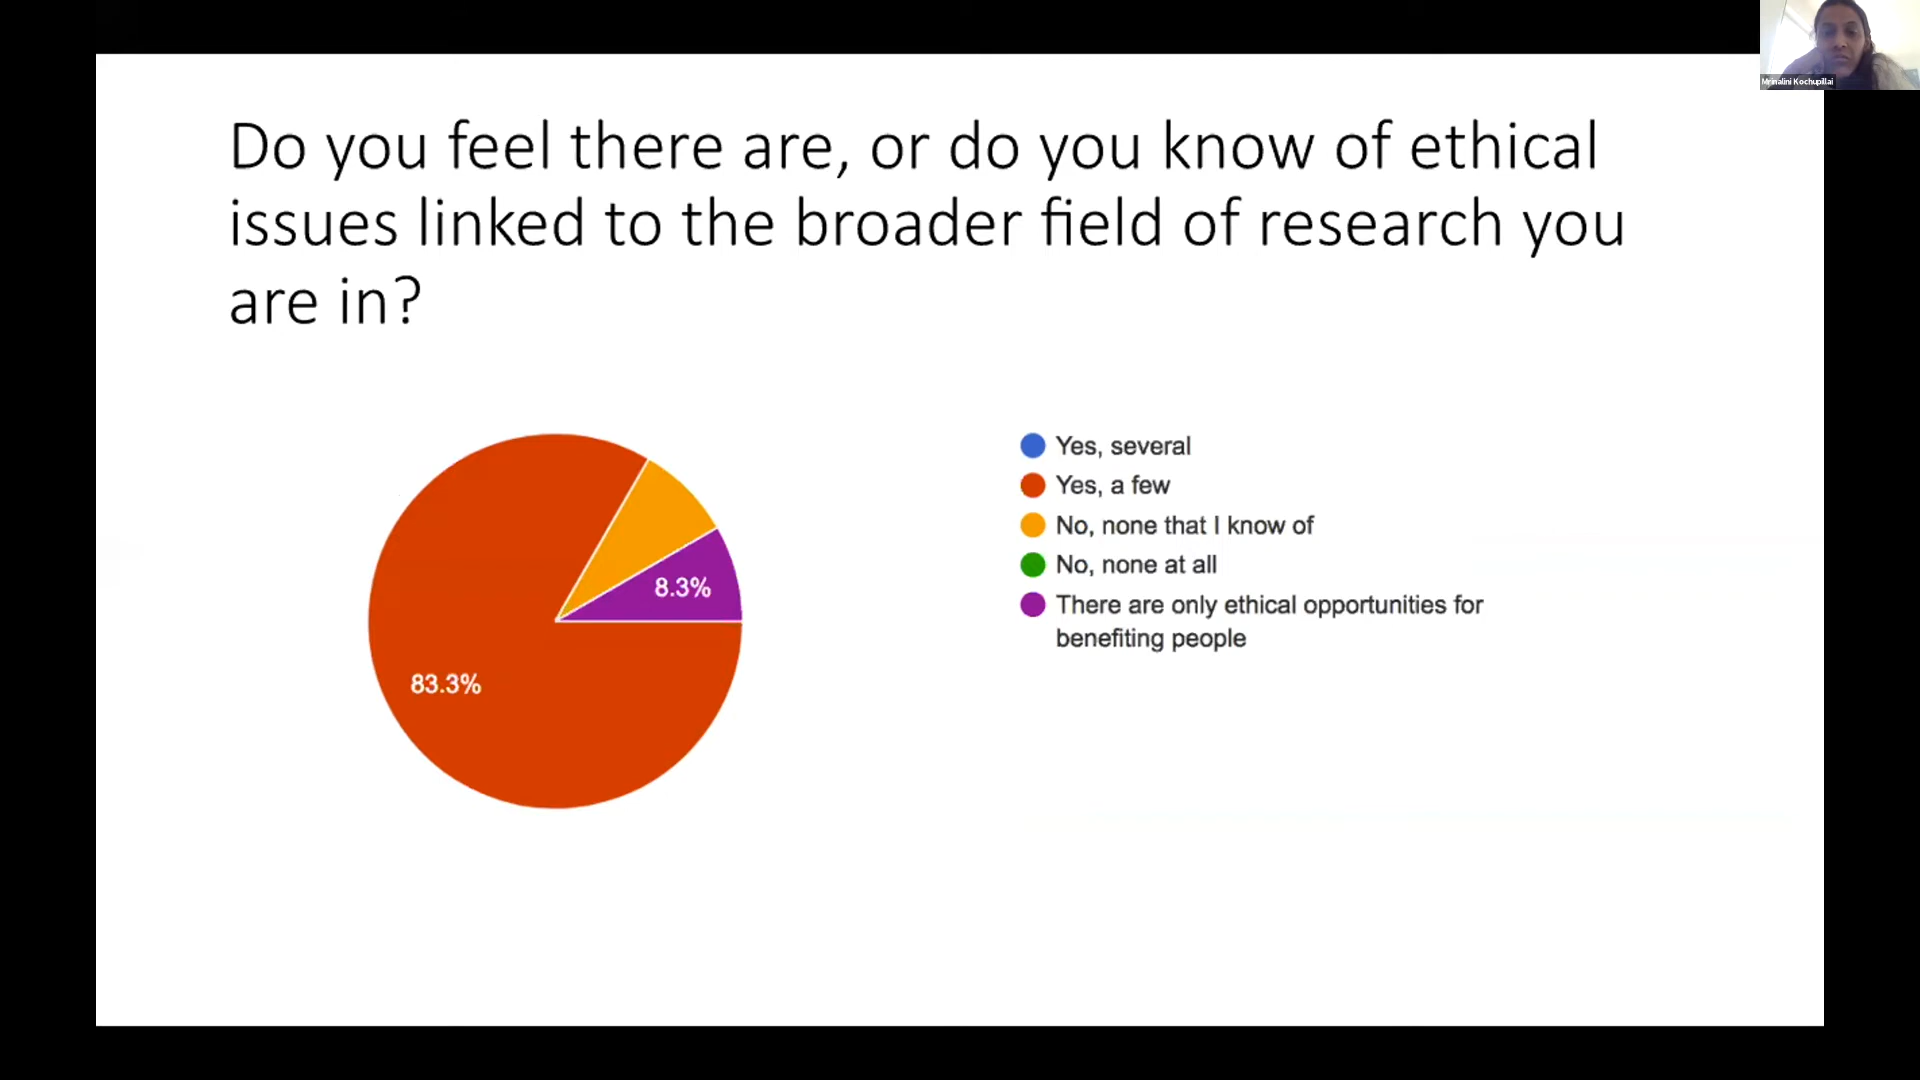 Mrinalini Kochupillai
Do you feel there are, or do you know of ethical
issues linked to the broader field of research you
are in?
Yes, several
Yes, a few
No, none that I know of
No, none at all
There are only ethical opportunities for
benefiting people
8.3%
83.3%